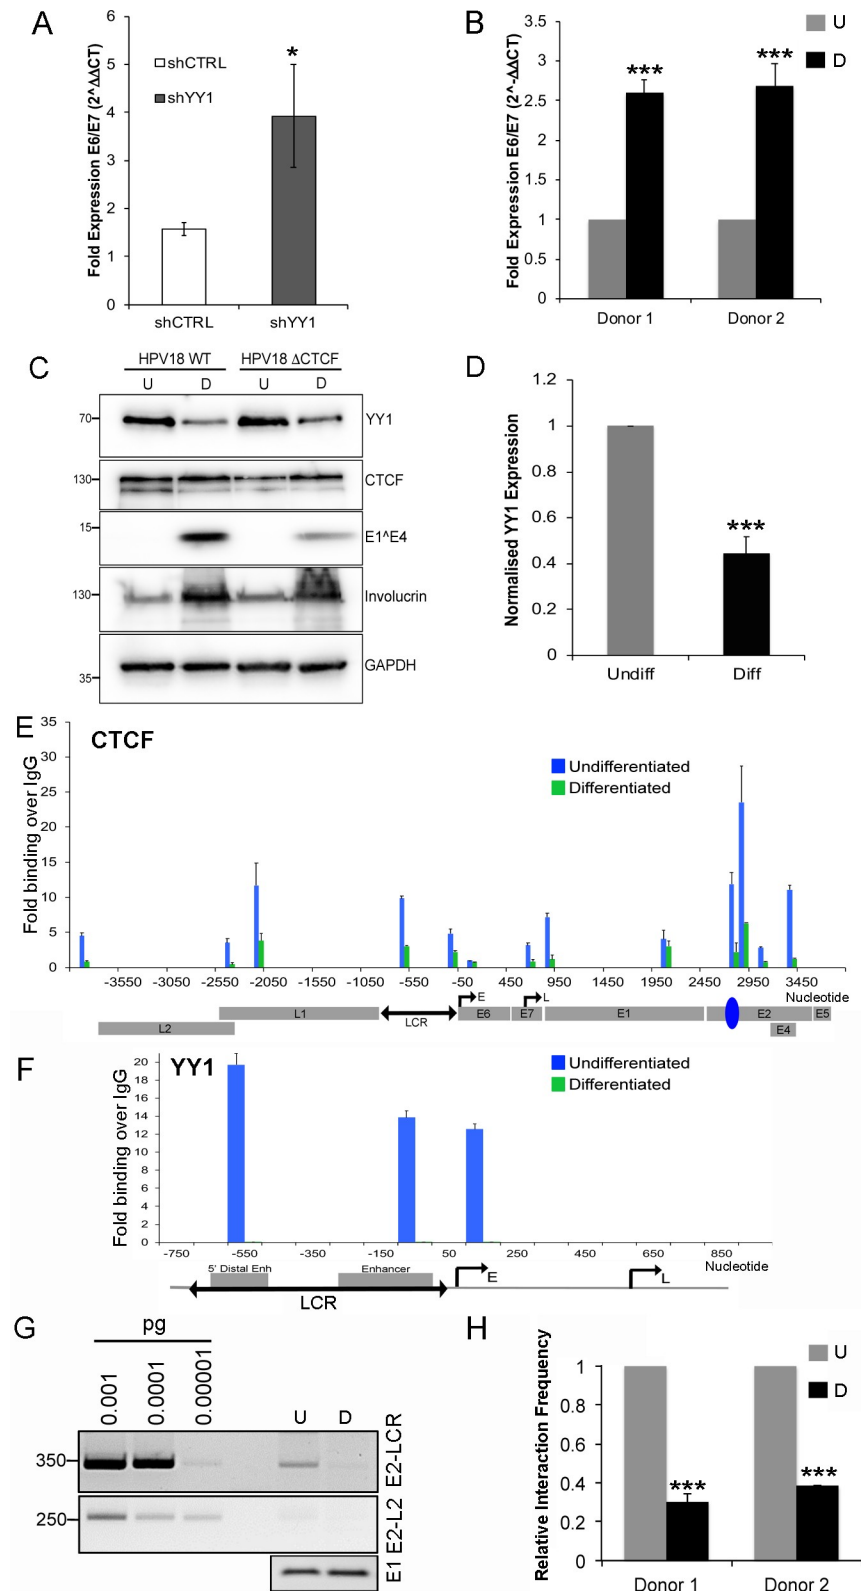 A
Fold Expression E6/E7 (2^ΔΔCT)
6
5
4
3
2
1
0
shCTRL
shYY1
*
shCTRL
shYY1
B
Fold Expression E6/E7 (2^-ΔΔCT)
3.5
3
2.5
2
1.5
1
0.5
0
U
D
***
***
Donor 1
Donor 2
C
HPV18 WT
HPV18 ΔCTCF
U
D
U
D
70
YY1
130
CTCF
15
E1^E4
130
Involucrin
35
GAPDH
D
Normalised YY1 Expression
1.2
1
0.8
0.6
0.4
0.2
0
***
Undiff
Diff
E
CTCF
Fold binding over IgG
35
30
25
20
15
10
5
0
Undifferentiated
Differentiated
-3550
-3050
-2550
-2050
-1550
-1050
-550
-50
450
950
1450
1950
2450
2950
3450
Nucleotide
E
L
L2
L1
LCR
E6
E7
E1
E2
E4
E5
F
YY1
Fold binding over IgG
20
18
16
14
12
10
8
6
4
2
0
Undifferentiated
Differentiated
-750
-550
-350
-150
50
250
450
650
850
Nucleotide
5' Distal Enh
Enhancer
E
L
LCR
G
pg
0.001
0.0001
0.00001
U
D
350
E2-LCR
250
E2-L2
E1
H
Relative Interaction Frequency
1
0.8
0.6
0.4
0.2
0
U
D
***
***
Donor 1
Donor 2